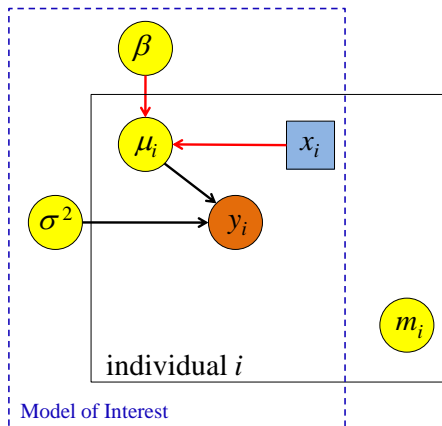 β
μᵢ
xᵢ
σ²
yᵢ
mᵢ
individual i
Model of Interest